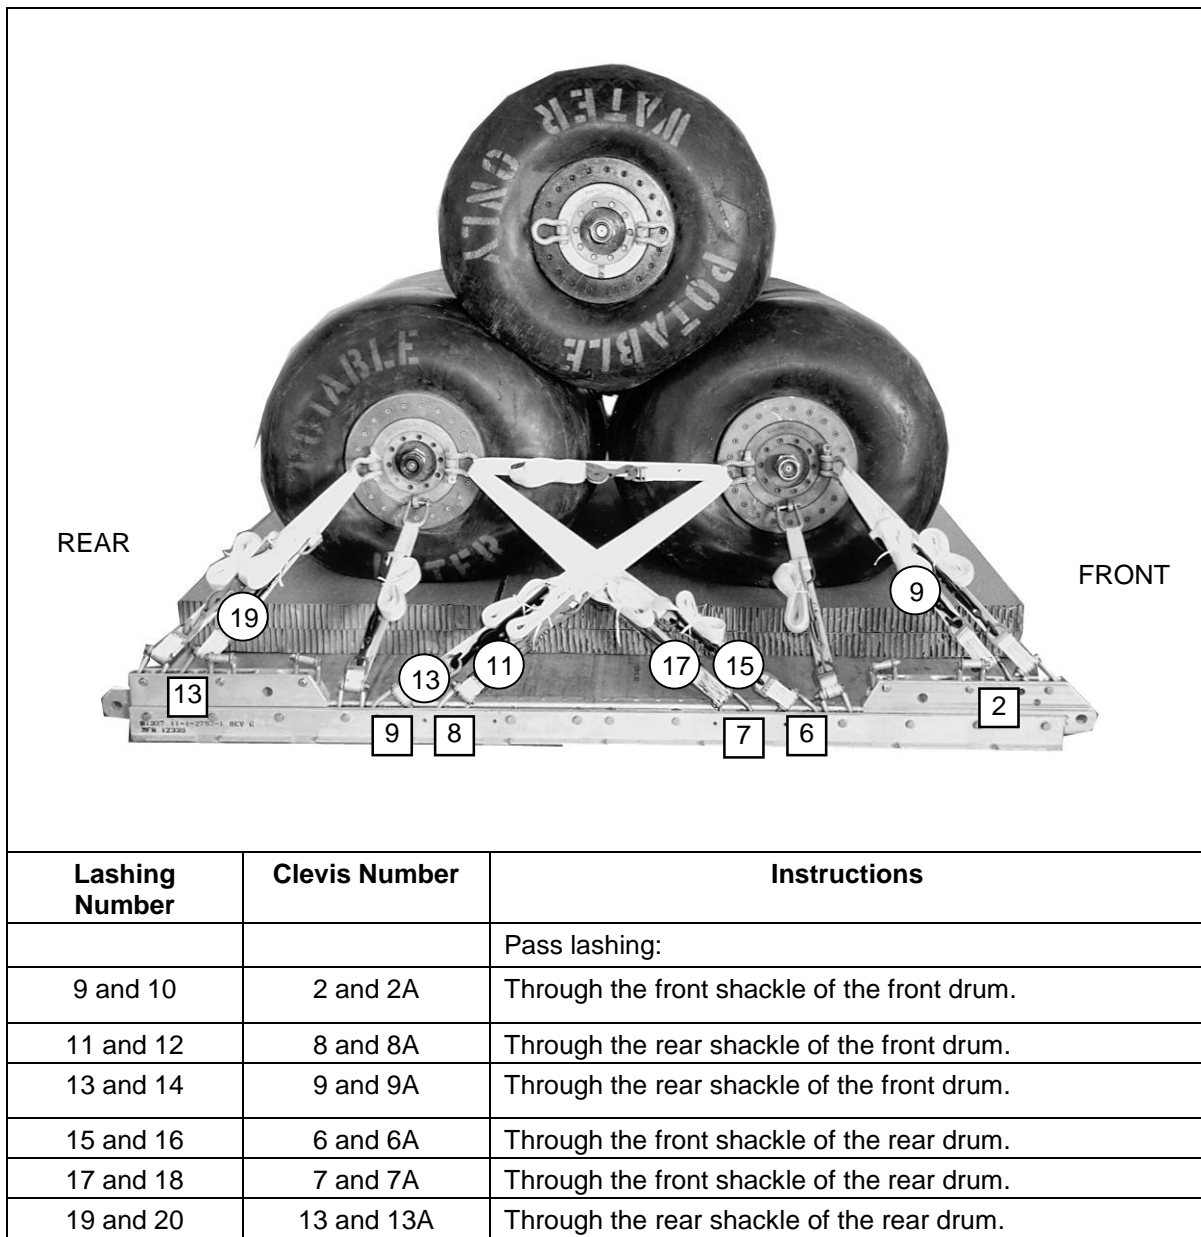 WATER
ONLY
POTABLE
POTABLE
REAR
FRONT
19
9
13
11
17
15
13
2
9
8
7
6
Lashing Number
Clevis Number
Instructions
Pass lashing:
9 and 10
2 and 2A
Through the front shackle of the front drum.
11 and 12
8 and 8A
Through the rear shackle of the front drum.
13 and 14
9 and 9A
Through the rear shackle of the front drum.
15 and 16
6 and 6A
Through the front shackle of the rear drum.
17 and 18
7 and 7A
Through the front shackle of the rear drum.
19 and 20
13 and 13A
Through the rear shackle of the rear drum.